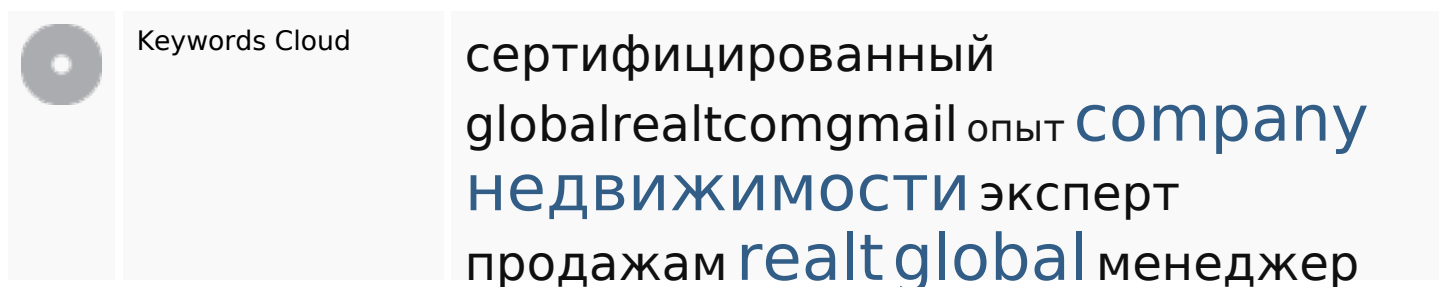 Keywords Cloud
сертифицированный
globalrealtcomgmail опыт company
недвижимости эксперт
продажам realt global менеджер